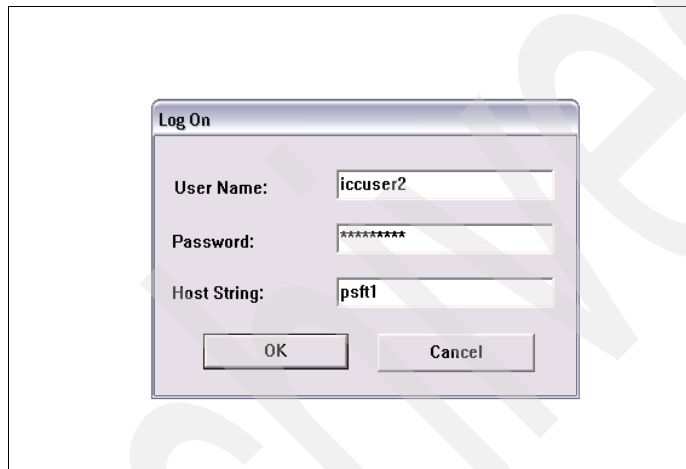 Log On
User Name: iccuser2
Password: *********
Host String: psft1
OK Cancel